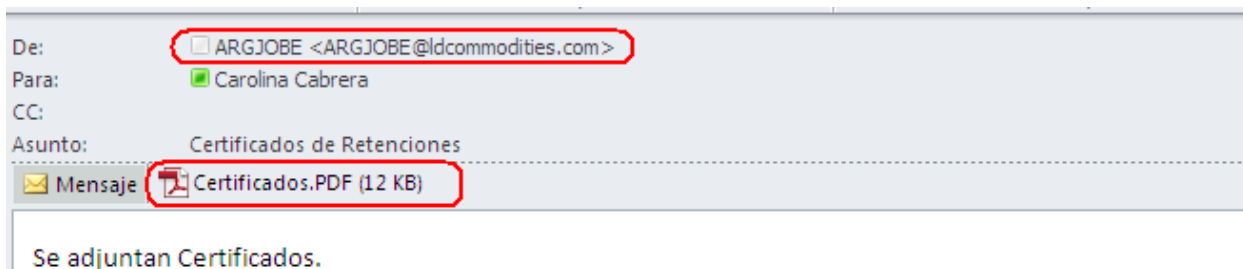 De: ARGJOBE <ARGJOBE@ldcommodities.com>
Para: Carolina Cabrera
CC:
Asunto: Certificados de Retenciones
Mensaje Certificados.PDF (12 KB)
Se adjuntan Certificados.